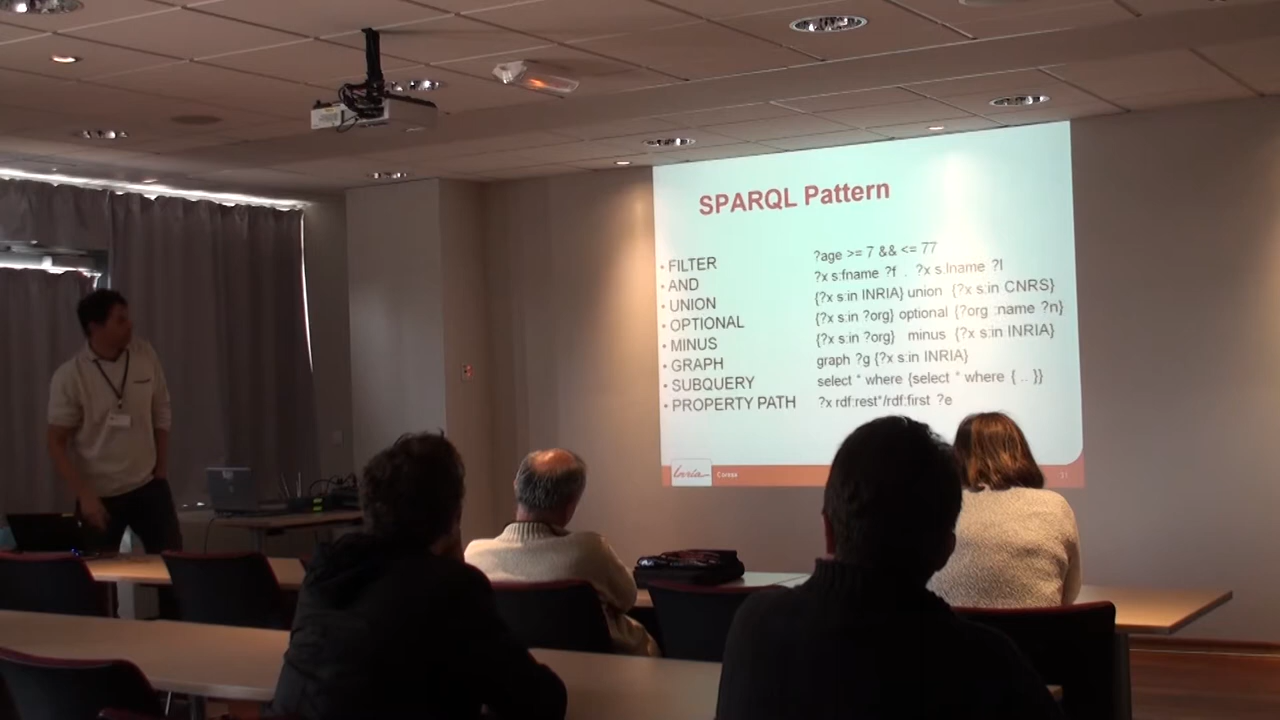 SPARQL Pattern
• FILTER ?age >= 7 && <= 77
• AND ?x s:fname ?f . ?x s:lname ?l
• UNION {?x s:in INRIA} union {?x s:in CNRS}
• OPTIONAL {?x s:in ?org} optional {?org :name ?n}
• MINUS {?x s:in ?org} minus {?x s:in INRIA}
• GRAPH graph ?g {?x s:in INRIA}
• SUBQUERY select * where {select * where { .. }}
• PROPERTY PATH ?x rdf:rest*/rdf:first ?e
Inria